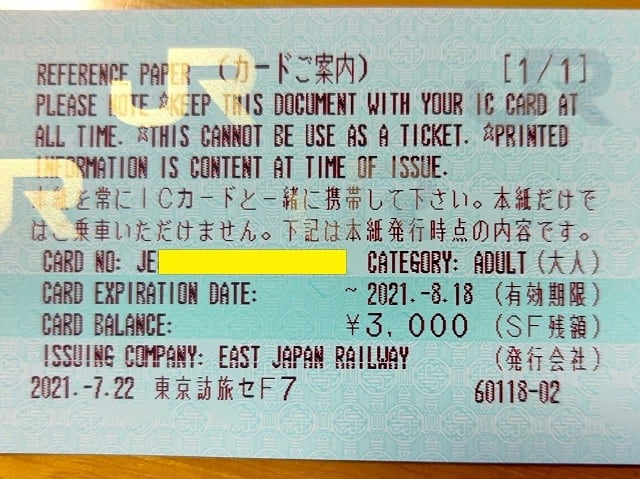 REFERENCE PAPER (カードご案内) [1/1]
PLEASE NOTE ☆KEEP THIS DOCUMENT WITH YOUR IC CARD AT
ALL TIME. ☆THIS CANNOT BE USE AS A TICKET. ☆PRINTED
INFORMATION IS CONTENT AT TIME OF ISSUE.
本紙を常にICカードと一緒に携帯して下さい。本紙だけで
はご乗車いただけません。下記は本紙発行時点の内容です。
CARD NO: JE CATEGORY: ADULT (大人)
CARD EXPIRATION DATE: ~ 2021.-8.18 (有効期限)
CARD BALANCE: ¥3,000 (SF残額)
ISSUING COMPANY: EAST JAPAN RAILWAY (発行会社)
2021.-7.22 東京訪旅セF7 60118-02